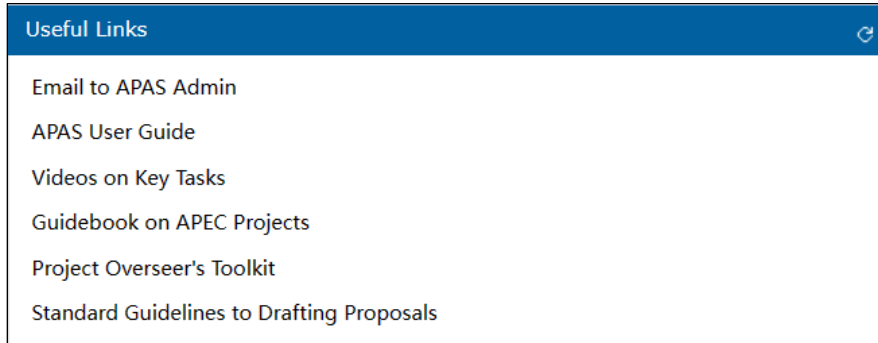 Useful Links
Email to APAS Admin
APAS User Guide
Videos on Key Tasks
Guidebook on APEC Projects
Project Overseer's Toolkit
Standard Guidelines to Drafting Proposals